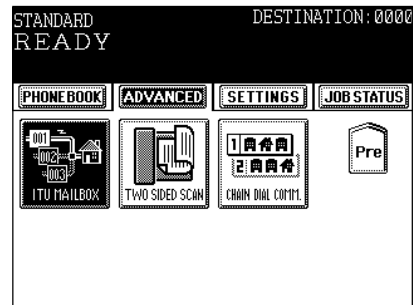 STANDARD DESTINATION:0000
READY
PHONE BOOK ADVANCED SETTINGS JOB STATUS
001
002
003
ITU MAILBOX
TWO SIDED SCAN
1
2
CHAIN DIAL COMM.
Pre